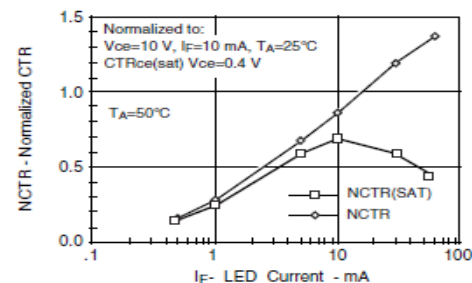 Normalized to:
Vce=10 V, IF=10 mA, TA=25°C
CTRce(sat) Vce=0.4 V
TA=50°C
NCTR - Normalized CTR
1.5
1.0
0.5
0.0
NCTR(SAT)
NCTR
.1
1
10
100
IF- LED Current - mA